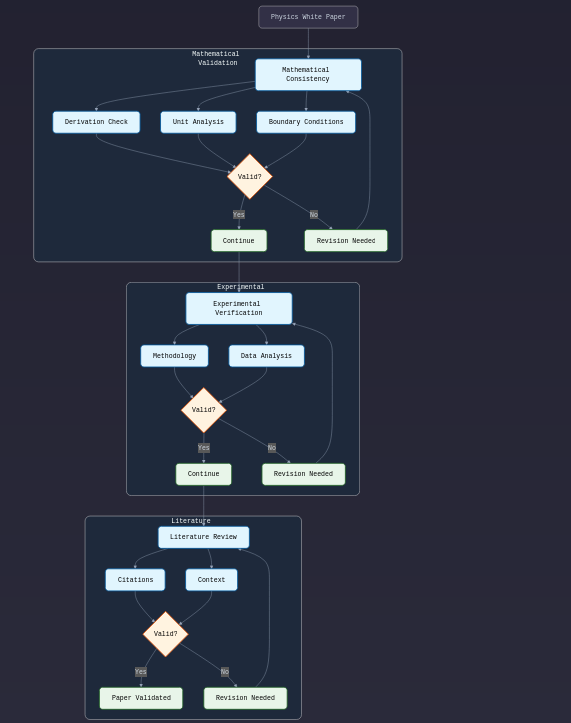 Physics White Paper
Mathematical
Validation
Mathematical
Consistency
Derivation Check
Unit Analysis
Boundary Conditions
Valid?
Yes
No
Continue
Revision Needed
Experimental
Experimental
Verification
Methodology
Data Analysis
Valid?
Yes
No
Continue
Revision Needed
Literature
Literature Review
Citations
Context
Valid?
Yes
No
Paper Validated
Revision Needed